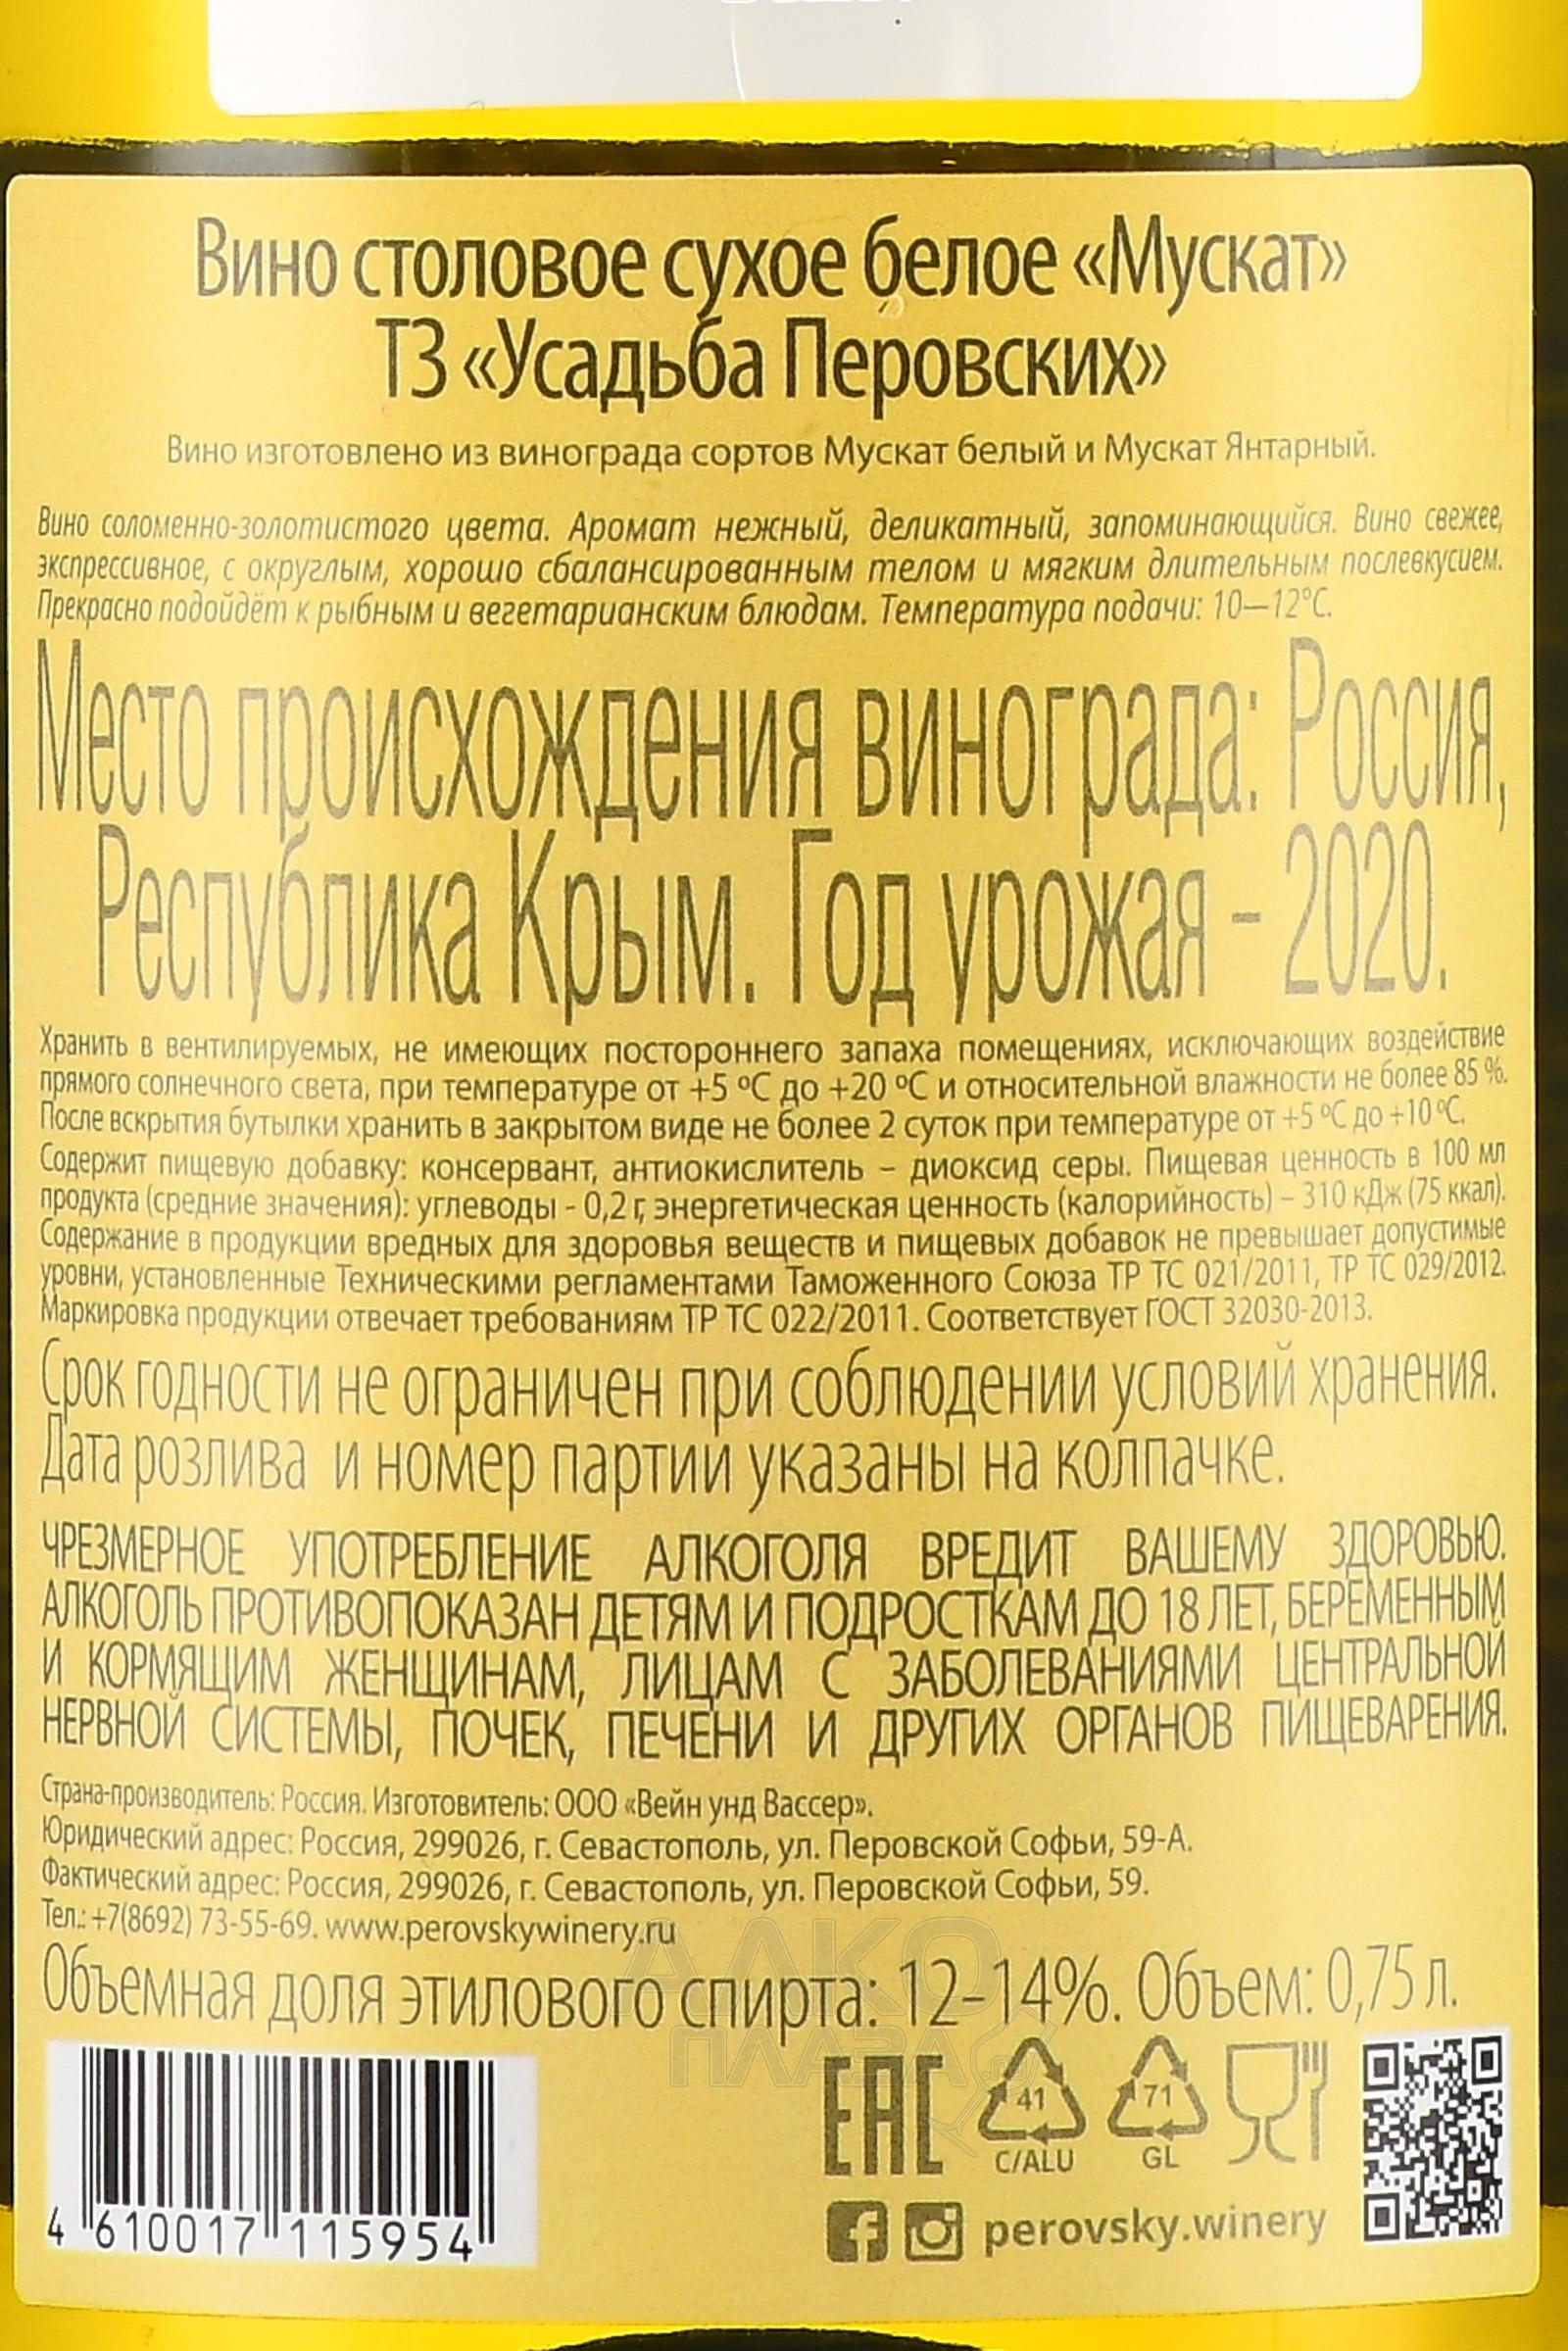 Вино столовое сухое белое «Мускат»
ТЗ «Усадьба Перовских»
Вино изготовлено из винограда сортов Мускат белый и Мускат Янтарный.
Вино соломенно-золотистого цвета. Аромат нежный, деликатный, запоминающийся. Вино свежее,
экспрессивное, с округлым, хорошо сбалансированным телом и мягким длительным послевкусием.
Прекрасно подойдёт к рыбным и вегетарианским блюдам. Температура подачи: 10—12°С.
Место происхождения винограда: Россия,
Республика Крым. Год урожая - 2020.
Хранить в вентилируемых, не имеющих постороннего запаха помещениях, исключающих воздействие
прямого солнечного света, при температуре от +5 ºС до +20 ºС и относительной влажности не более 85 %.
После вскрытия бутылки хранить в закрытом виде не более 2 суток при температуре от +5 ºС до +10 ºС.
Содержит пищевую добавку: консервант, антиокислитель – диоксид серы. Пищевая ценность в 100 мл
продукта (средние значения): углеводы - 0,2 г, энергетическая ценность (калорийность) – 310 кДж (75 ккал).
Содержание в продукции вредных для здоровья веществ и пищевых добавок не превышает допустимые
уровни, установленные Техническими регламентами Таможенного Союза ТР ТС 021/2011, ТР ТС 029/2012.
Маркировка продукции отвечает требованиям ТР ТС 022/2011. Соответствует ГОСТ 32030-2013.
Срок годности не ограничен при соблюдении условий хранения.
Дата розлива и номер партии указаны на колпачке.
ЧРЕЗМЕРНОЕ УПОТРЕБЛЕНИЕ АЛКОГОЛЯ ВРЕДИТ ВАШЕМУ ЗДОРОВЬЮ.
АЛКОГОЛЬ ПРОТИВОПОКАЗАН ДЕТЯМ И ПОДРОСТКАМ ДО 18 ЛЕТ, БЕРЕМЕННЫМ
И КОРМЯЩИМ ЖЕНЩИНАМ, ЛИЦАМ С ЗАБОЛЕВАНИЯМИ ЦЕНТРАЛЬНОЙ
НЕРВНОЙ СИСТЕМЫ, ПОЧЕК, ПЕЧЕНИ И ДРУГИХ ОРГАНОВ ПИЩЕВАРЕНИЯ.
Страна-производитель: Россия. Изготовитель: ООО «Вейн унд Вассер».
Юридический адрес: Россия, 299026, г. Севастополь, ул. Перовской Софьи, 59-А.
Фактический адрес: Россия, 299026, г. Севастополь, ул. Перовской Софьи, 59.
Тел.: +7(8692) 73-55-69. www.perovskywinery.ru
Объемная доля этилового спирта: 12-14%. Объем: 0,75 л.
АЛКО
ПЛАЗА.РУ
EAC
41
C/ALU
71
GL
4 610017 115954
perovsky.winery